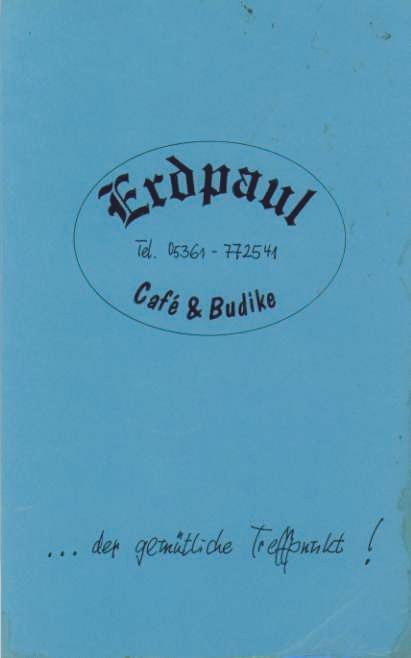 Erdpaul
Tel. 05361 - 772541
Café & Budike
... der gemütliche Treffpunkt !